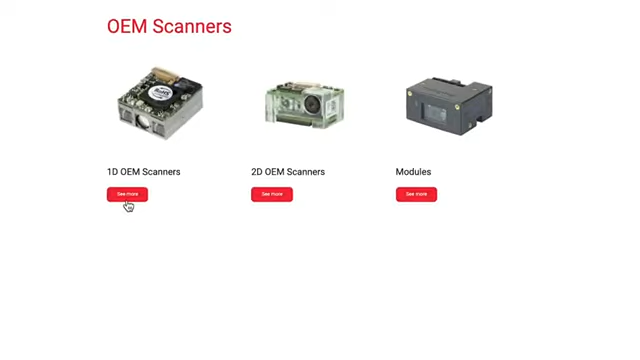 OEM Scanners
1D OEM Scanners
2D OEM Scanners
Modules
See more
See more
See more